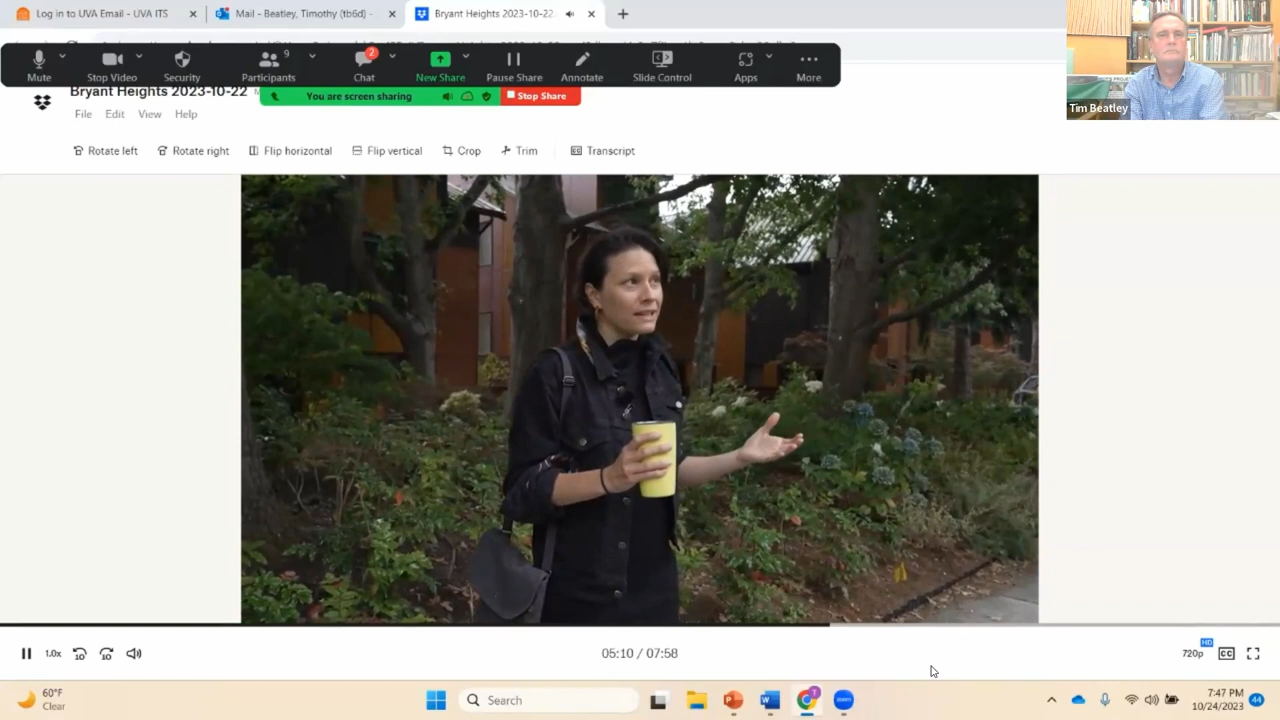 Log in to UVA Email - UVA ITS
Mail - Beatley, Timothy (tb6d) -
Bryant Heights 2023-10-22
Mute
Stop Video
Security
9
Participants
2
Chat
New Share
Pause Share
Annotate
Slide Control
Apps
More
Tim Beatley
Bryant Heights 2023-10-22
You are screen sharing
Stop Share
File Edit View Help
Rotate left
Rotate right
Flip horizontal
Flip vertical
Crop
Trim
Transcript
1.0x
10
10
05:10 / 07:58
HD
720p
CC
60°F
Clear
Search
T
zoom
7:47 PM
10/24/2023
44